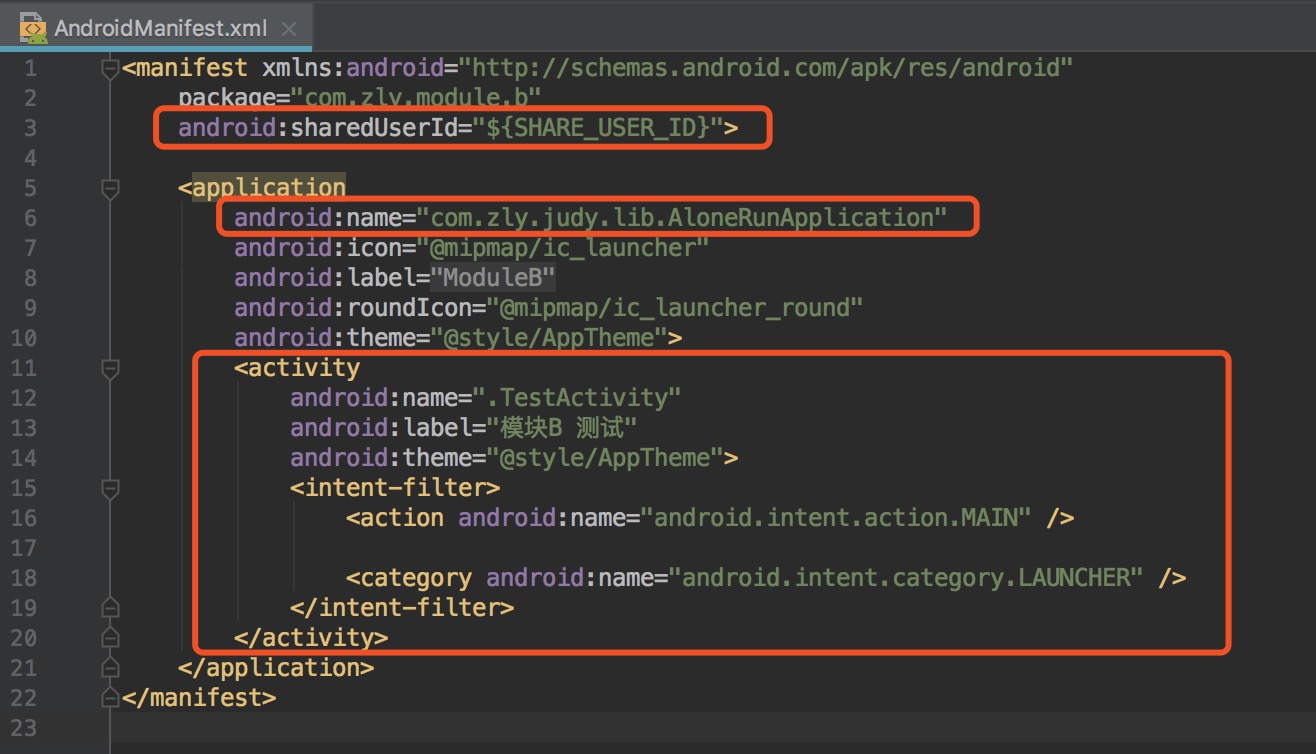 AndroidManifest.xml
1 <manifest xmlns:android="http://schemas.android.com/apk/res/android"
2 package="com.zly.module.b"
3 android:sharedUserId="${SHARE_USER_ID}">
4
5 <application
6 android:name="com.zly.judy.lib.AloneRunApplication"
7 android:icon="@mipmap/ic_launcher"
8 android:label="ModuleB"
9 android:roundIcon="@mipmap/ic_launcher_round"
10 android:theme="@style/AppTheme">
11 <activity
12 android:name=".TestActivity"
13 android:label="模块B 测试"
14 android:theme="@style/AppTheme">
15 <intent-filter>
16 <action android:name="android.intent.action.MAIN" />
17
18 <category android:name="android.intent.category.LAUNCHER" />
19 </intent-filter>
20 </activity>
21 </application>
22 </manifest>
23